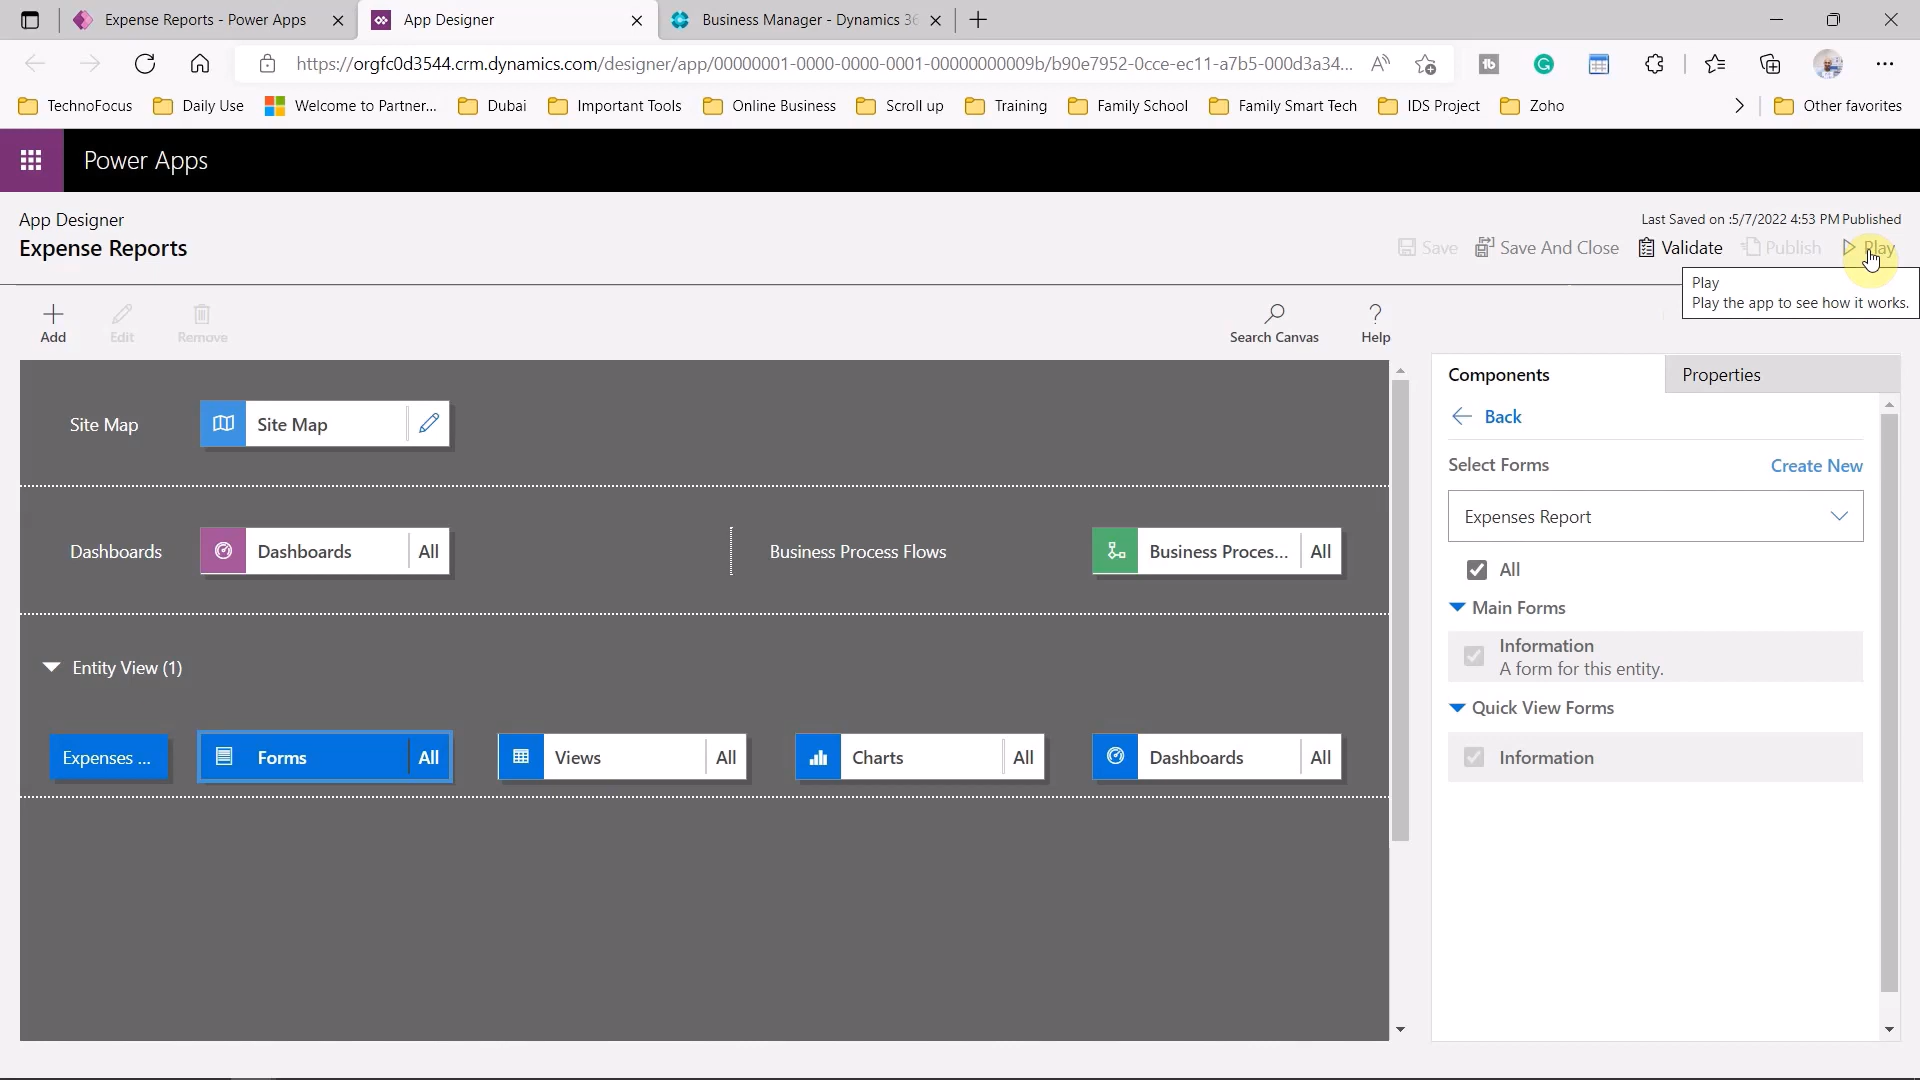 Expense Reports - Power Apps
App Designer
Business Manager - Dynamics 36
https://orgfc0d3544.crm.dynamics.com/designer/app/00000001-0000-0000-0001-00000000009b/b90e7952-0cce-ec11-a7b5-000d3a34...
TechnoFocus
Daily Use
Welcome to Partner...
Dubai
Important Tools
Online Business
Scroll up
Training
Family School
Family Smart Tech
IDS Project
Zoho
Other favorites
Power Apps
App Designer
Expense Reports
Last Saved on :5/7/2022 4:53 PM Published
Save
Save And Close
Validate
Publish
Play
Play
Play the app to see how it works.
Add
Edit
Remove
Search Canvas
Help
Site Map
Site Map
Dashboards
Dashboards
All
Business Process Flows
Business Proces...
All
Entity View (1)
Expenses ...
Forms
All
Views
All
Charts
All
Dashboards
All
Components
Properties
Back
Select Forms
Create New
Expenses Report
All
Main Forms
Information
A form for this entity.
Quick View Forms
Information